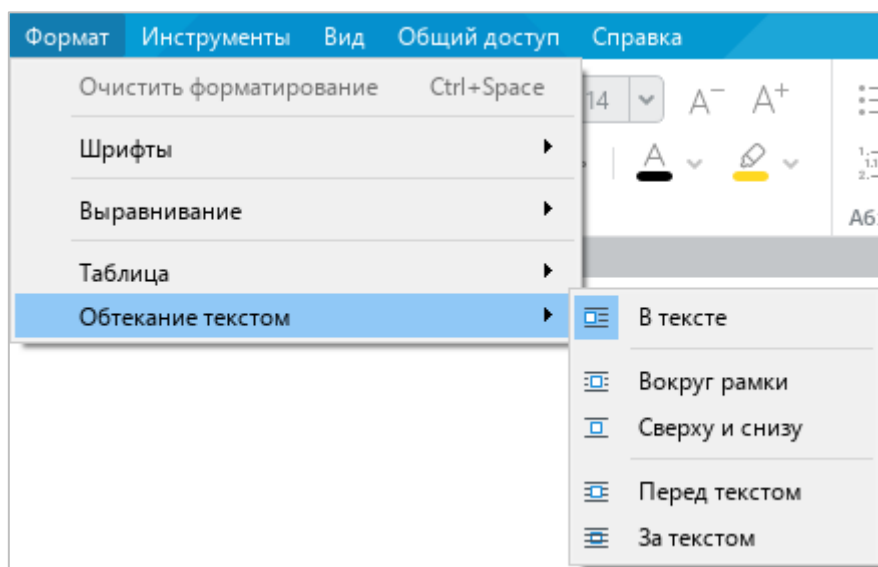 Формат Инструменты Вид Общий доступ Справка
Очистить форматирование Ctrl+Space
14 A⁻ A⁺
Шрифты
A
Выравнивание
Таблица
Обтекание текстом
В тексте
Вокруг рамки
Сверху и снизу
Перед текстом
За текстом